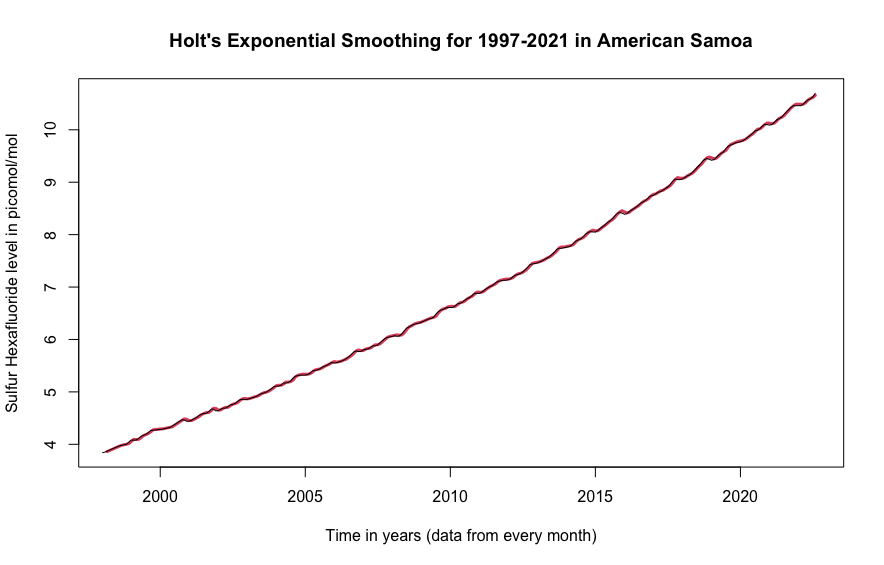 Holt's Exponential Smoothing for 1997-2021 in American Samoa
Sulfur Hexafluoride level in picomol/mol
10
9
8
7
6
5
4
2000 2005 2010 2015 2020
Time in years (data from every month)